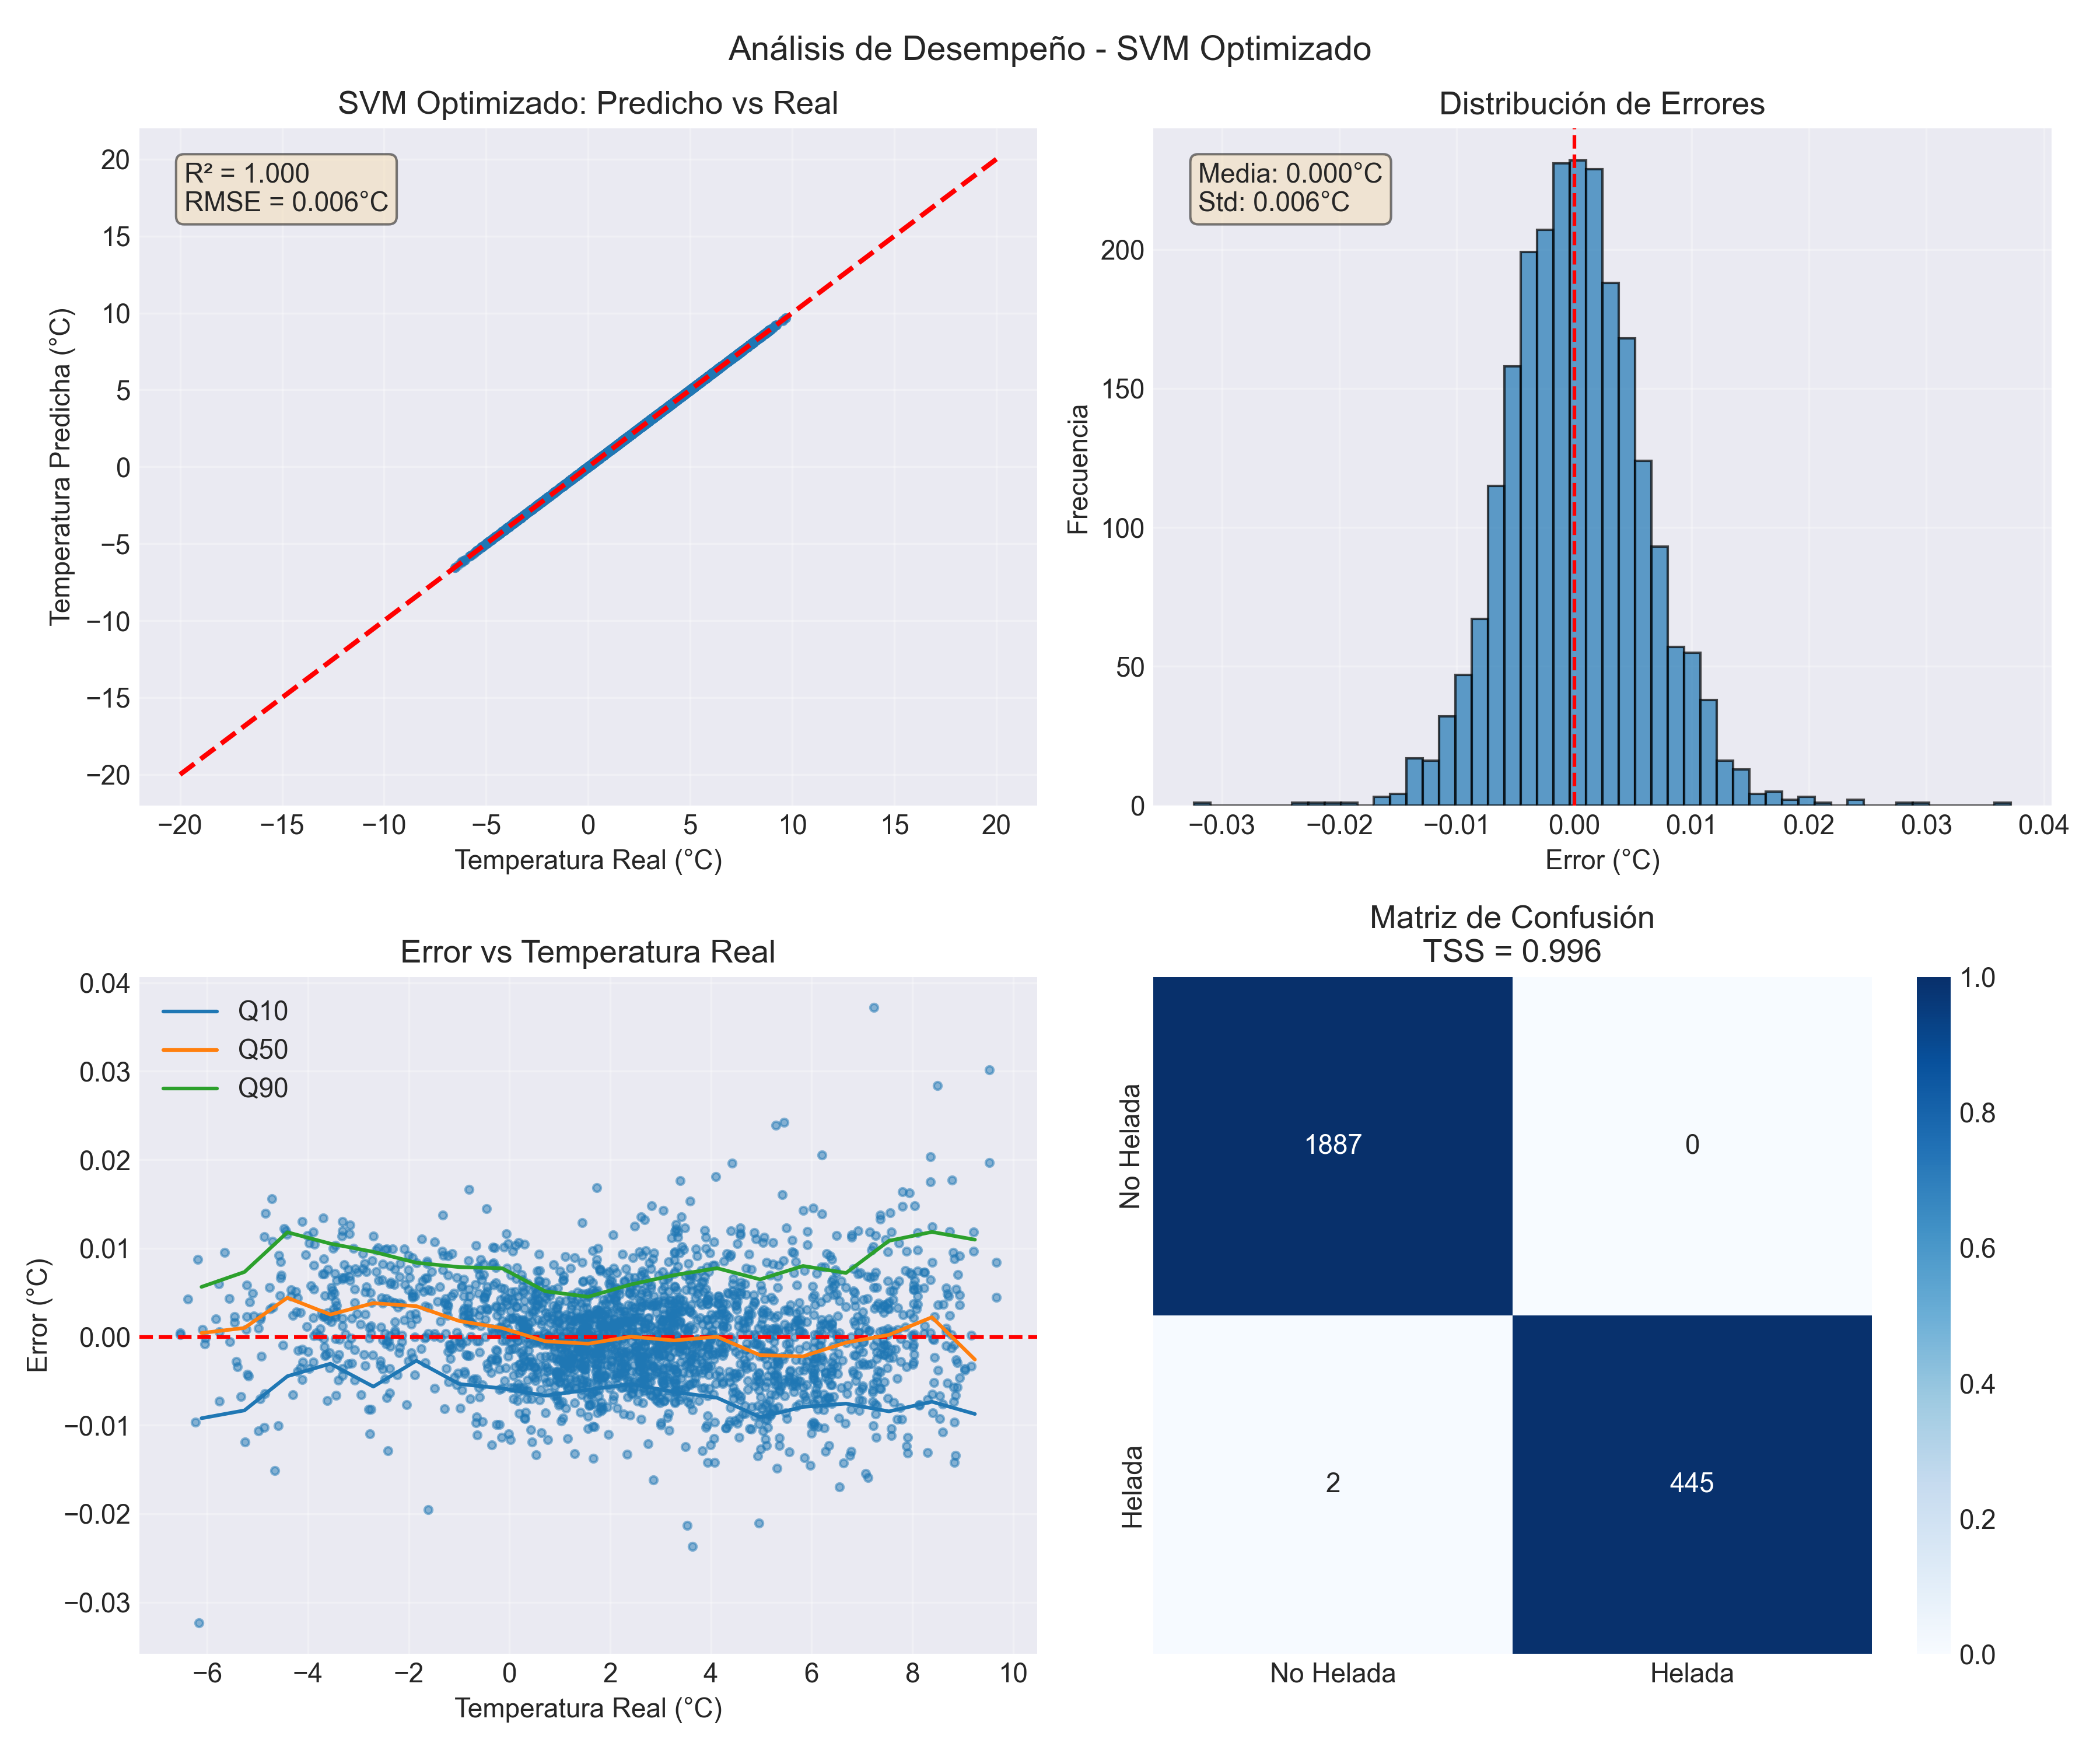 Análisis de Desempeño - SVM Optimizado
SVM Optimizado: Predicho vs Real
R² = 1.000
RMSE = 0.006°C
20
15
10
5
0
−5
−10
−15
−20
Temperatura Predicha (°C)
−20 −15 −10 −5 0 5 10 15 20
Temperatura Real (°C)
Distribución de Errores
Media: 0.000°C
Std: 0.006°C
200
150
100
50
0
Frecuencia
−0.03 −0.02 −0.01 0.00 0.01 0.02 0.03 0.04
Error (°C)
Error vs Temperatura Real
Q10
Q50
Q90
0.04
0.03
0.02
0.01
0.00
−0.01
−0.02
−0.03
Error (°C)
−6 −4 −2 0 2 4 6 8 10
Temperatura Real (°C)
Matriz de Confusión
TSS = 0.996
No Helada
1887 0
Helada
2 445
No Helada Helada
1.0
0.8
0.6
0.4
0.2
0.0